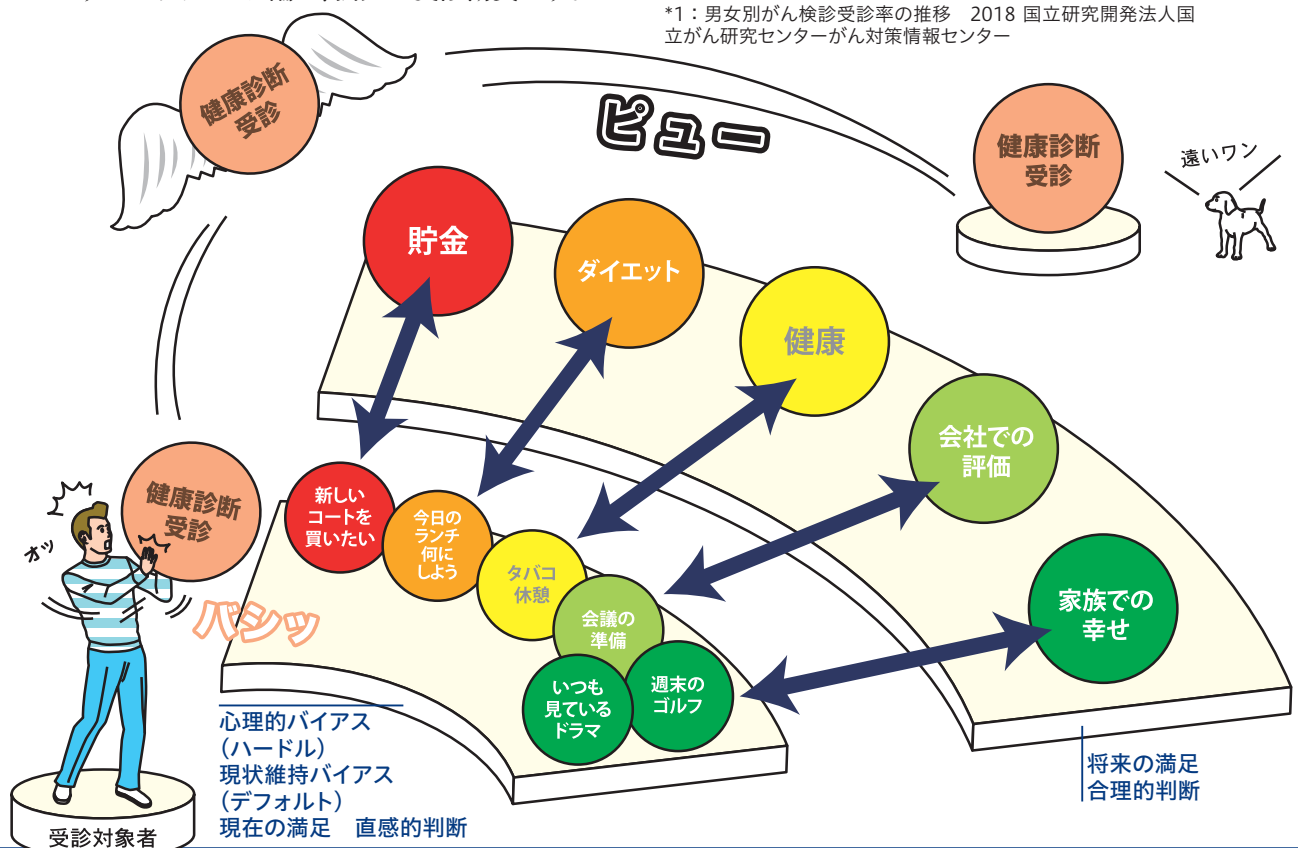 *1：男女別がん検診受診率の推移　2018 国立研究開発法人国
立がん研究センターがん対策情報センター
健康診断
受診
ピュー
健康診断
受診
遠いワン
貯金
ダイエット
健康
会社での
評価
家族での
幸せ
健康診断
受診
オッ
バシッ
新しい
コートを
買いたい
今日の
ランチ
何に
しよう
タバコ
休憩
会議の
準備
いつも
見ている
ドラマ
週末の
ゴルフ
心理的バイアス
（ハードル）
現状維持バイアス
（デフォルト）
現在の満足　直感的判断
将来の満足
合理的判断
受診対象者